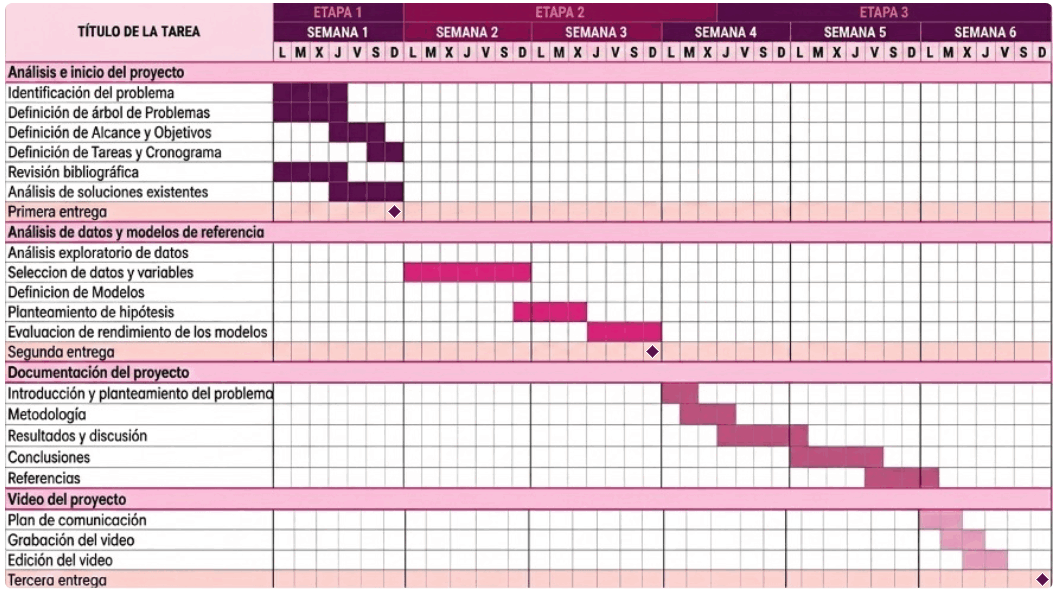 ETAPA 1 ETAPA 2 ETAPA 3
TÍTULO DE LA TAREA
SEMANA 1 SEMANA 2 SEMANA 3 SEMANA 4 SEMANA 5 SEMANA 6
L M X J V S D L M X J V S D L M X J V S D L M X J V S D L M X J V S D L M X J V S D
Análisis e inicio del proyecto
Identificación del problema
Definición de árbol de Problemas
Definición de Alcance y Objetivos
Definición de Tareas y Cronograma
Revisión bibliográfica
Análisis de soluciones existentes
Primera entrega
Análisis de datos y modelos de referencia
Análisis exploratorio de datos
Seleccion de datos y variables
Definicion de Modelos
Planteamiento de hipótesis
Evaluacion de rendimiento de los modelos
Segunda entrega
Documentación del proyecto
Introducción y planteamiento del problema
Metodología
Resultados y discusión
Conclusiones
Referencias
Video del proyecto
Plan de comunicación
Grabación del video
Edición del video
Tercera entrega